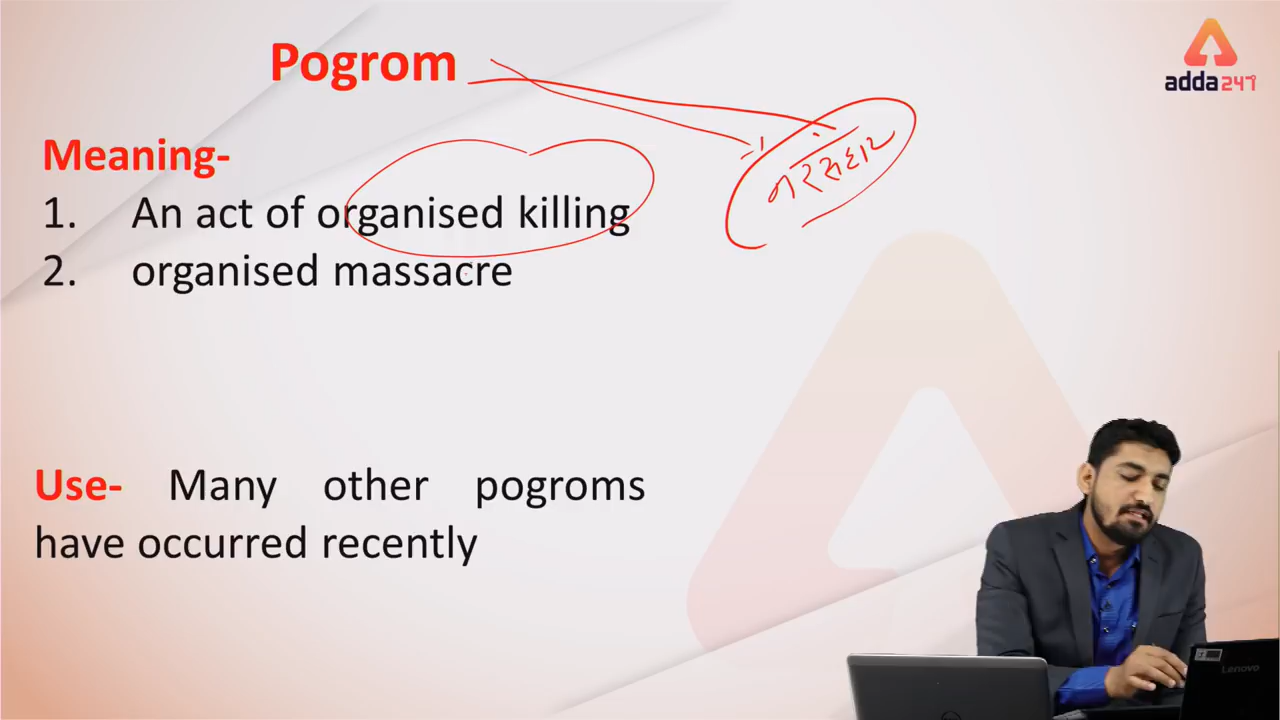 Pogrom
adda247
Meaning-
1. An act of organised killing
2. organised massacre
नरसंहार
Use- Many other pogroms
have occurred recently
Lenovo